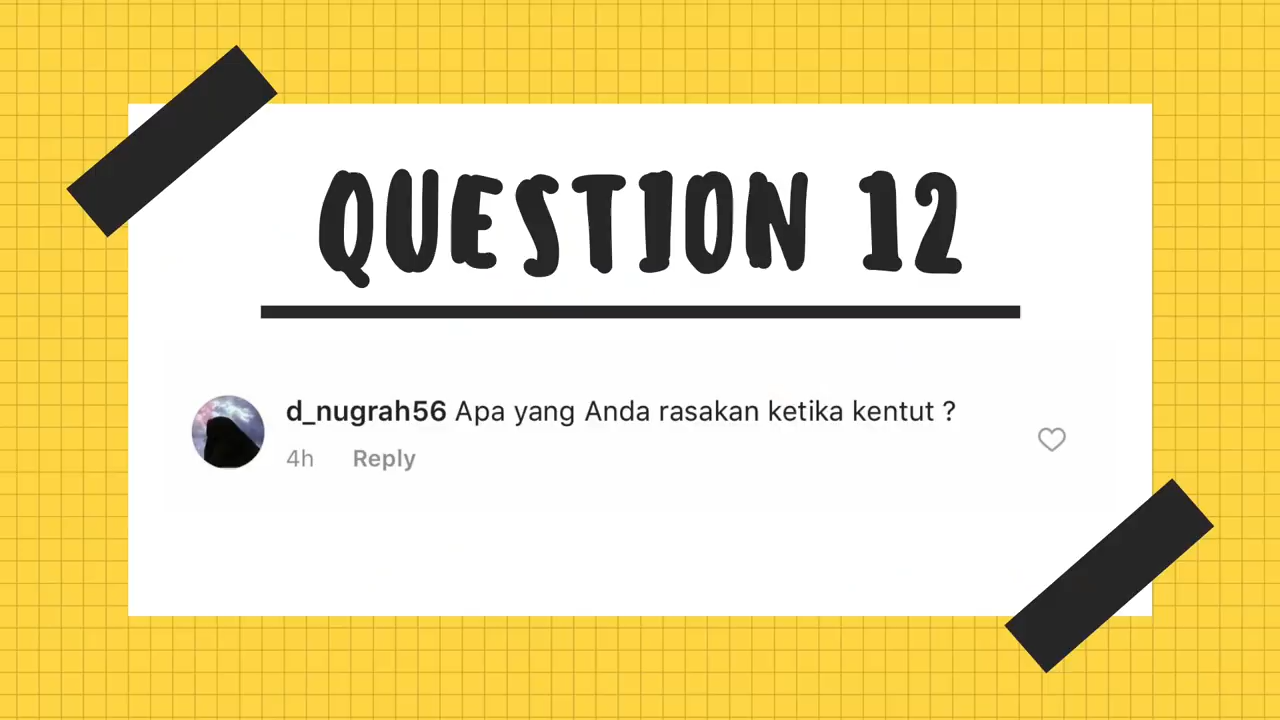 QUESTION 12
d_nugrah56 Apa yang Anda rasakan ketika kentut ?
4h Reply